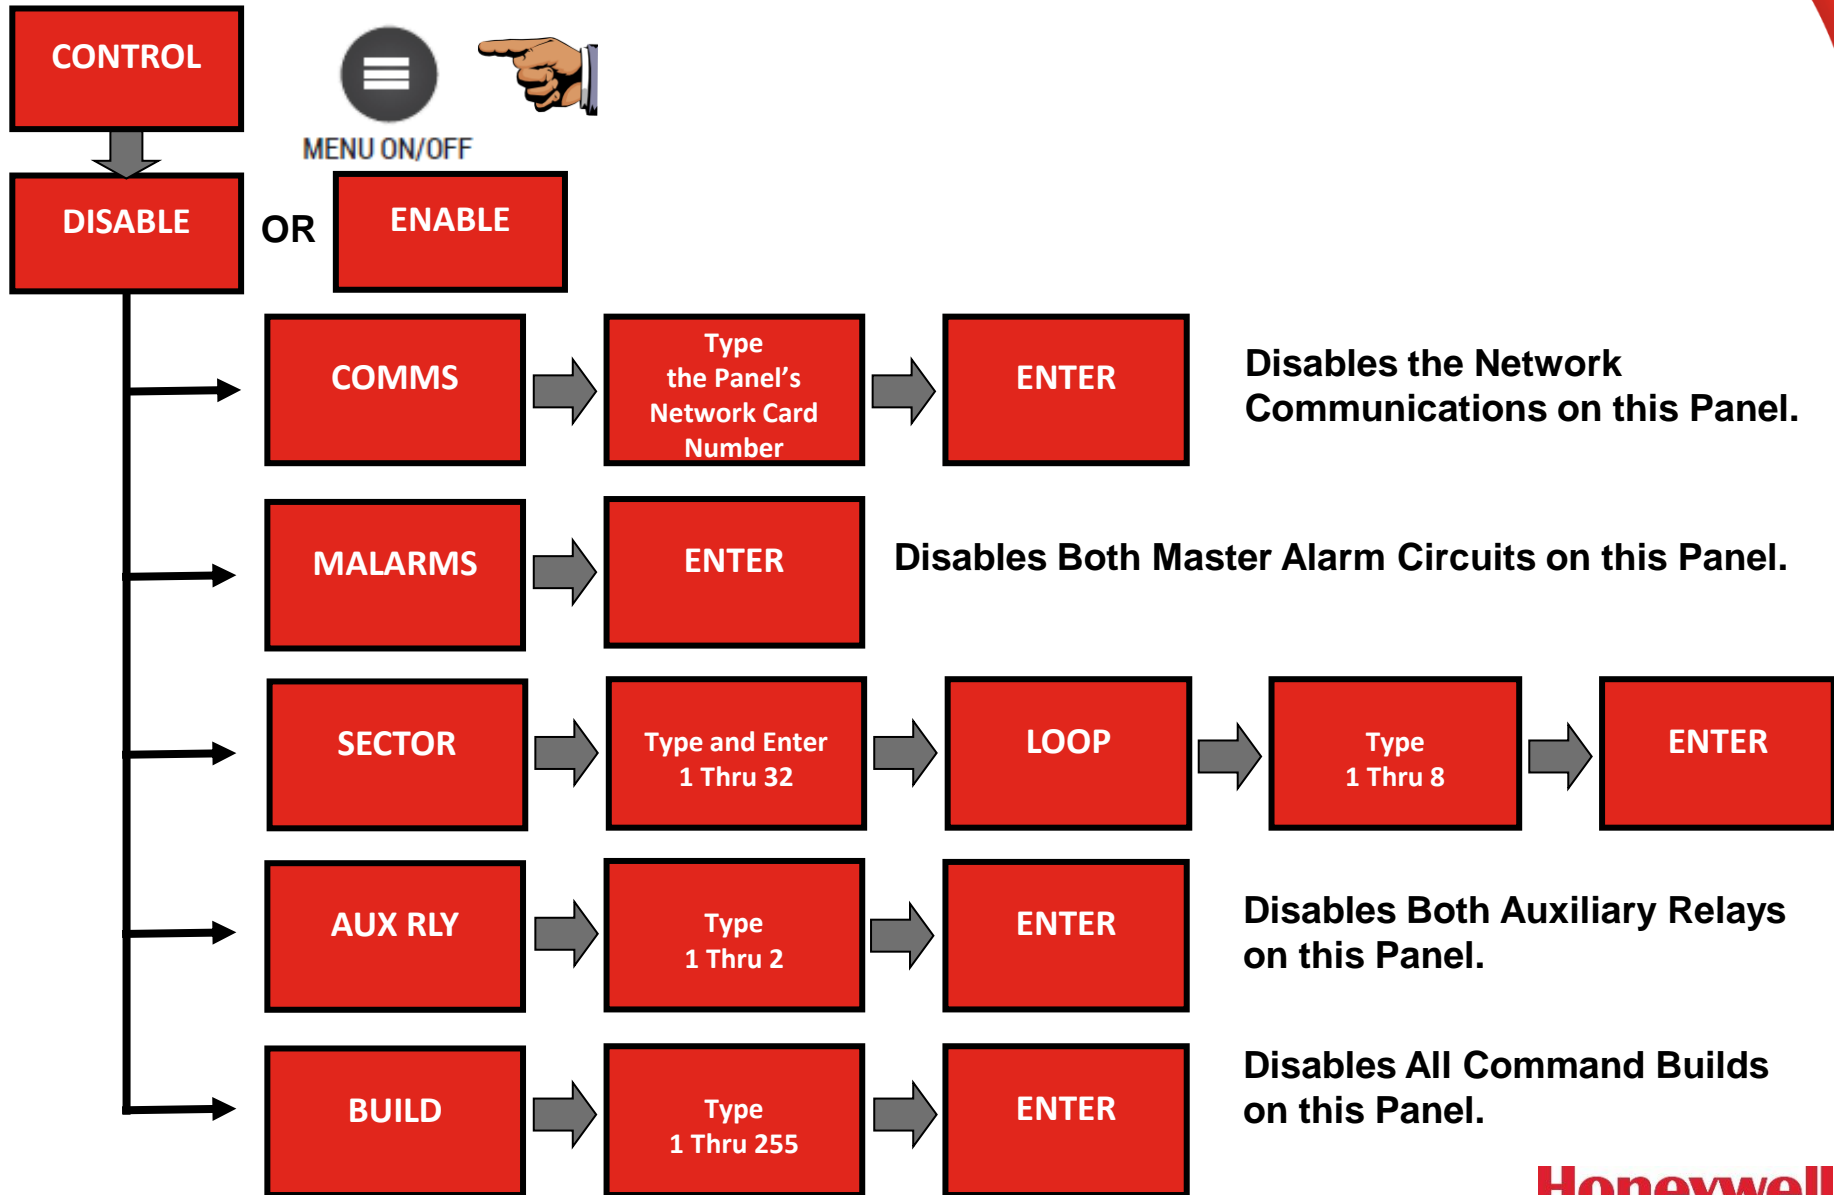 CONTROL
MENU ON/OFF
DISABLE
OR
ENABLE
COMMS
Type
the Panel’s
Network Card
Number
ENTER
Disables the Network
Communications on this Panel.
MALARMS
ENTER
Disables Both Master Alarm Circuits on this Panel.
SECTOR
Type and Enter
1 Thru 32
LOOP
Type
1 Thru 8
ENTER
AUX RLY
Type
1 Thru 2
ENTER
Disables Both Auxiliary Relays
on this Panel.
BUILD
Type
1 Thru 255
ENTER
Disables All Command Builds
on this Panel.
Honeywell